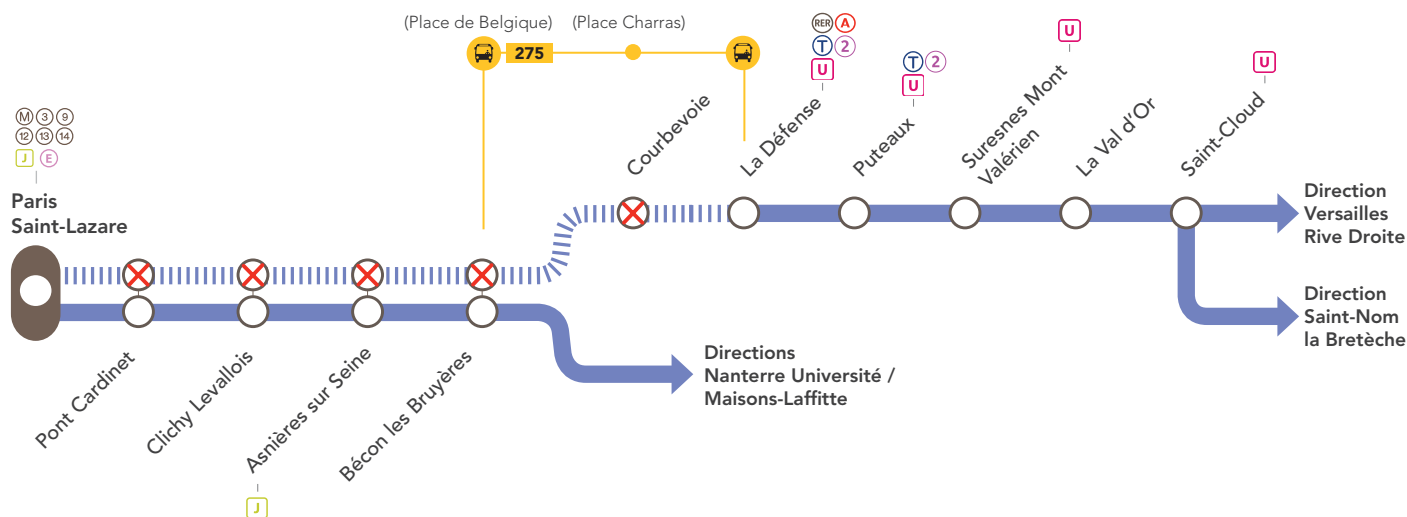 (Place de Belgique) (Place Charras)
275
RER A
T 2
U
T 2
U
U
U
M 3 9
12 13 14
J E
Paris
Saint-Lazare
Courbevoie
La Défense
Puteaux
Suresnes Mont
Valérien
La Val d'Or
Saint-Cloud
Direction
Versailles
Rive Droite
Direction
Saint-Nom
la Bretèche
Directions
Nanterre Université /
Maisons-Laffitte
Pont Cardinet
Clichy Levallois
Asnières sur Seine
Bécon les Bruyères
J